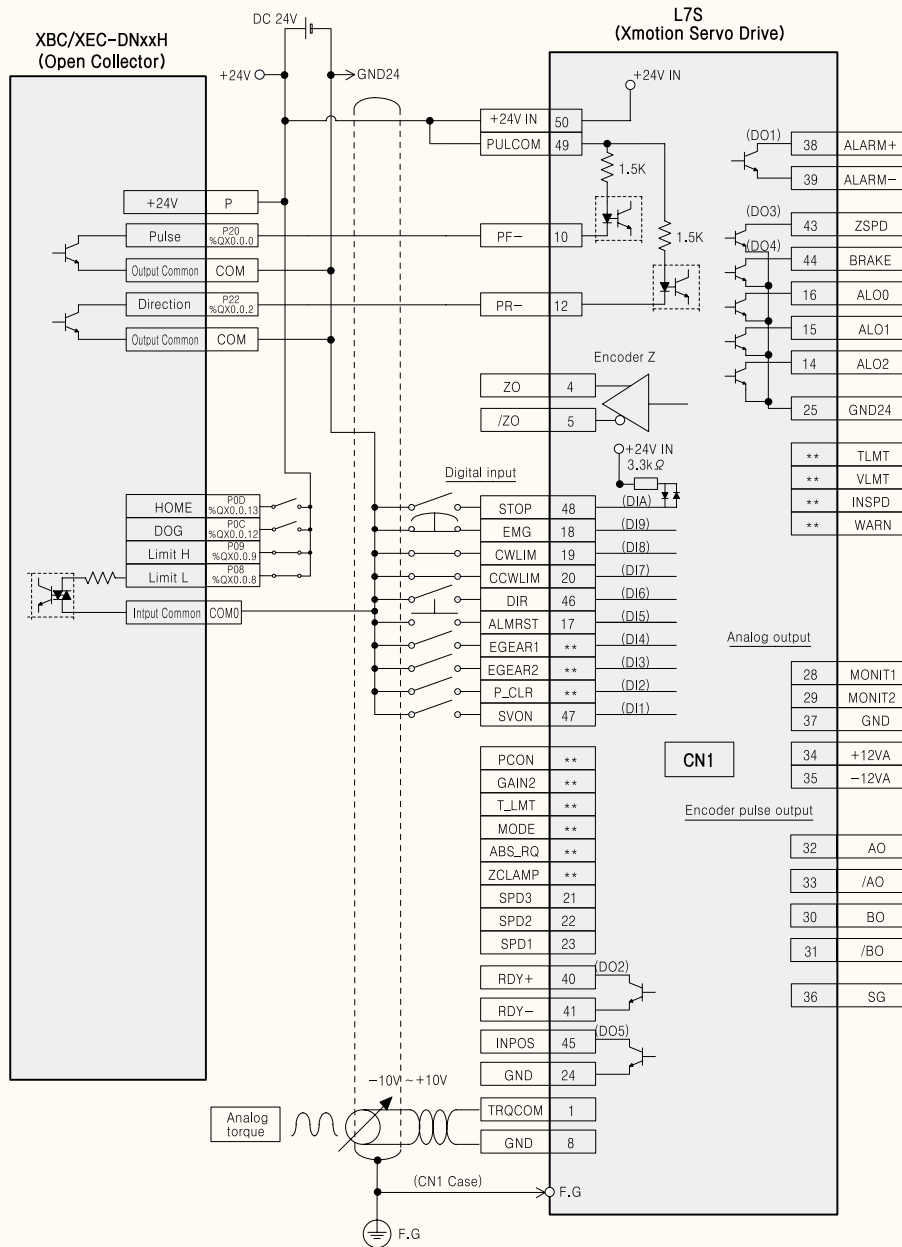 DC 24V
L7S
(Xmotion Servo Drive)
XBC/XEC-DNxxH
(Open Collector)
+24V
GND24
+24V IN
+24V IN 50
PULCOM 49
1.5K
1.5K
(DO1)
38 ALARM+
39 ALARM-
+24V P
Pulse P20 %QX0.0.0
Output Common COM
Direction P22 %QX0.0.2
Output Common COM
PF- 10
PR- 12
(DO3)
43 ZSPD
(DO4)
44 BRAKE
16 ALO0
15 ALO1
14 ALO2
25 GND24
Encoder Z
ZO 4
/ZO 5
+24V IN
3.3kΩ
** TLMT
** VLMT
** INSPD
** WARN
Digital input
HOME P0D %QX0.0.13
DOG P0C %QX0.0.12
Limit H P09 %QX0.0.9
Limit L P08 %QX0.0.8
Intput Common COM0
STOP 48 (DIA)
EMG 18 (DI9)
CWLIM 19 (DI8)
CCWLIM 20 (DI7)
DIR 46 (DI6)
ALMRST 17 (DI5)
EGEAR1 ** (DI4)
EGEAR2 ** (DI3)
P_CLR ** (DI2)
SVON 47 (DI1)
Analog output
28 MONIT1
29 MONIT2
37 GND
34 +12VA
35 -12VA
CN1
PCON **
GAIN2 **
T_LMT **
MODE **
ABS_RQ **
ZCLAMP **
SPD3 21
SPD2 22
SPD1 23
Encoder pulse output
32 AO
33 /AO
30 BO
31 /BO
36 SG
RDY+ 40 (DO2)
RDY- 41
INPOS 45 (DO5)
GND 24
-10V ~ +10V
Analog
torque
TRQCOM 1
GND 8
(CN1 Case)
F.G
F.G